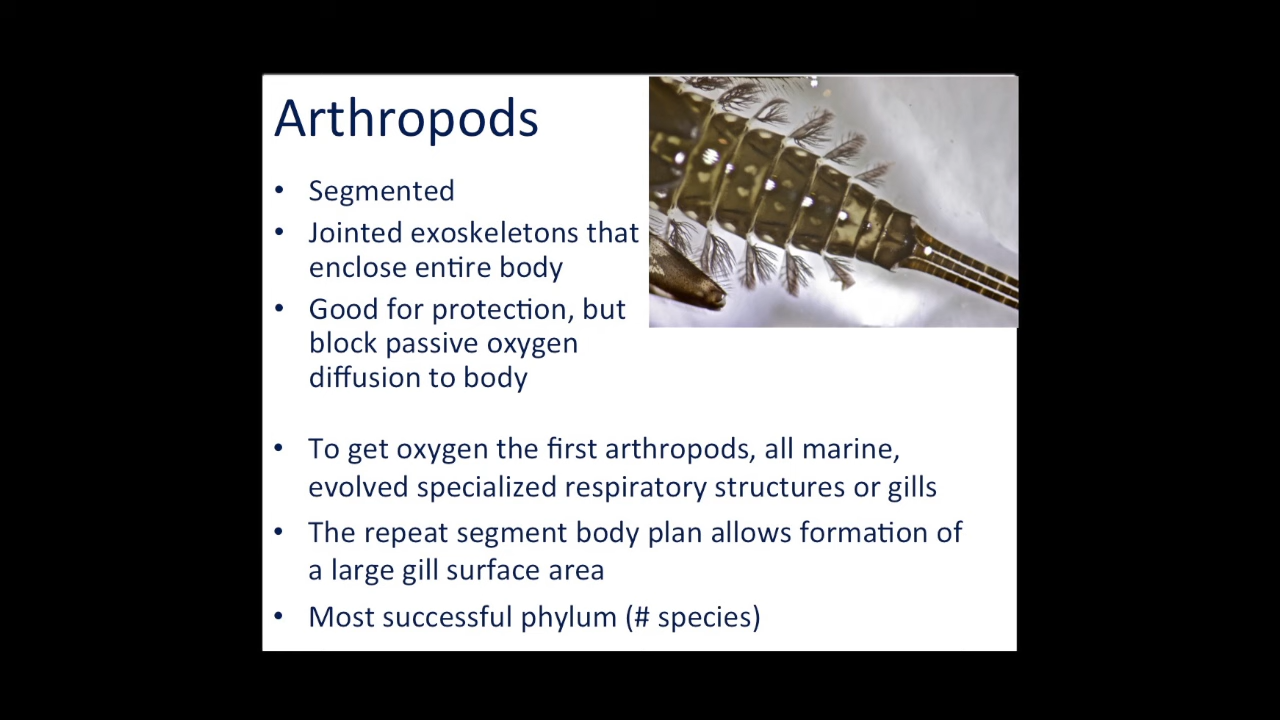 Arthropods
• Segmented
• Jointed exoskeletons that
enclose entire body
• Good for protection, but
block passive oxygen
diffusion to body
• To get oxygen the first arthropods, all marine,
evolved specialized respiratory structures or gills
• The repeat segment body plan allows formation of
a large gill surface area
• Most successful phylum (# species)